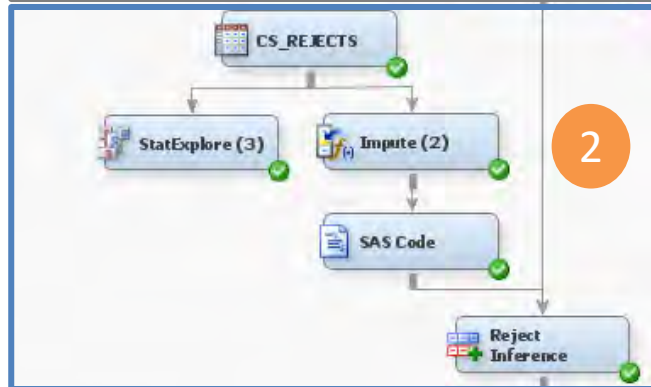 CS_REJECTS
StatExplore (3)
Impute (2)
2
SAS Code
Reject
Inference